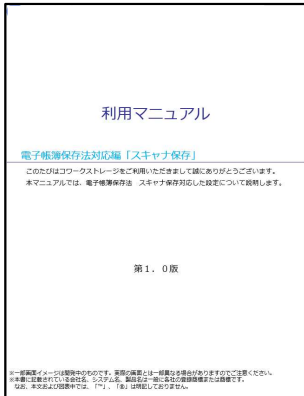 利用マニュアル
電子帳簿保存法対応編「スキャナ保存」
このたびはコワークストレージをご利用いただきまして誠にありがとうございます。
本マニュアルでは、電子帳簿保存法 スキャナ保存対応した設定について説明します。
第1.0版
※一部画面イメージは開発中のものです。実際の画面とは一部異なる場合がありますのでご注意ください。
※本書に記載されている会社名、システム名、製品名は一般に各社の登録商標または商標です。
なお、本文および図表中では、「™」、「®」は明記しておりません。